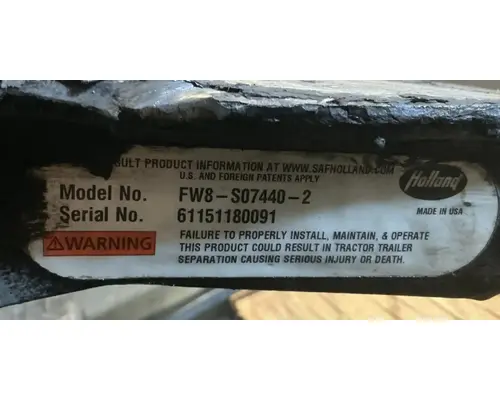 SULT PRODUCT INFORMATION AT WWW.SAFHOLLAND.COM
U.S. AND FOREIGN PATENTS APPLY
Holland
Model No. FW8-S07440-2
Serial No. 61151180091
MADE IN USA
WARNING
FAILURE TO PROPERLY INSTALL, MAINTAIN, & OPERATE
THIS PRODUCT COULD RESULT IN TRACTOR TRAILER
SEPARATION CAUSING SERIOUS INJURY OR DEATH.